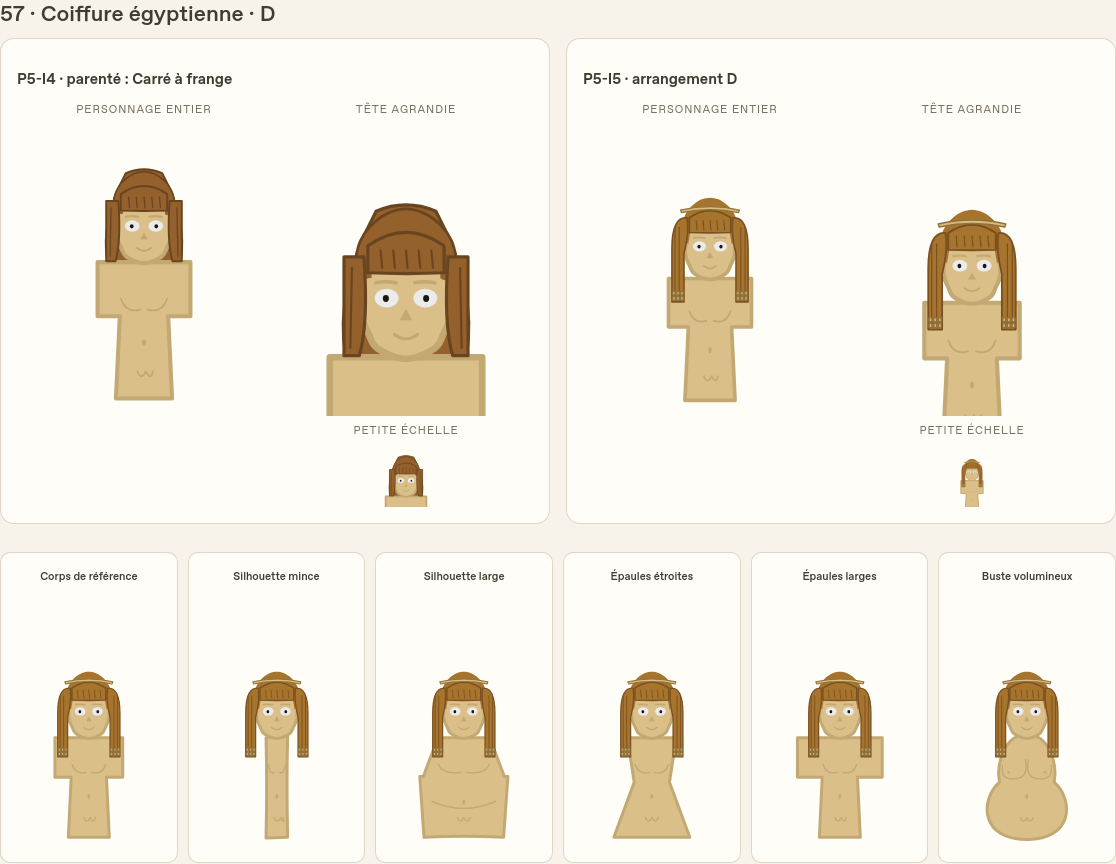 57 · Coiffure égyptienne · D
P5-I4 · parenté : Carré à frange
PERSONNAGE ENTIER
TÊTE AGRANDIE
PETITE ÉCHELLE
P5-I5 · arrangement D
PERSONNAGE ENTIER
TÊTE AGRANDIE
PETITE ÉCHELLE
Corps de référence
Silhouette mince
Silhouette large
Épaules étroites
Épaules larges
Buste volumineux